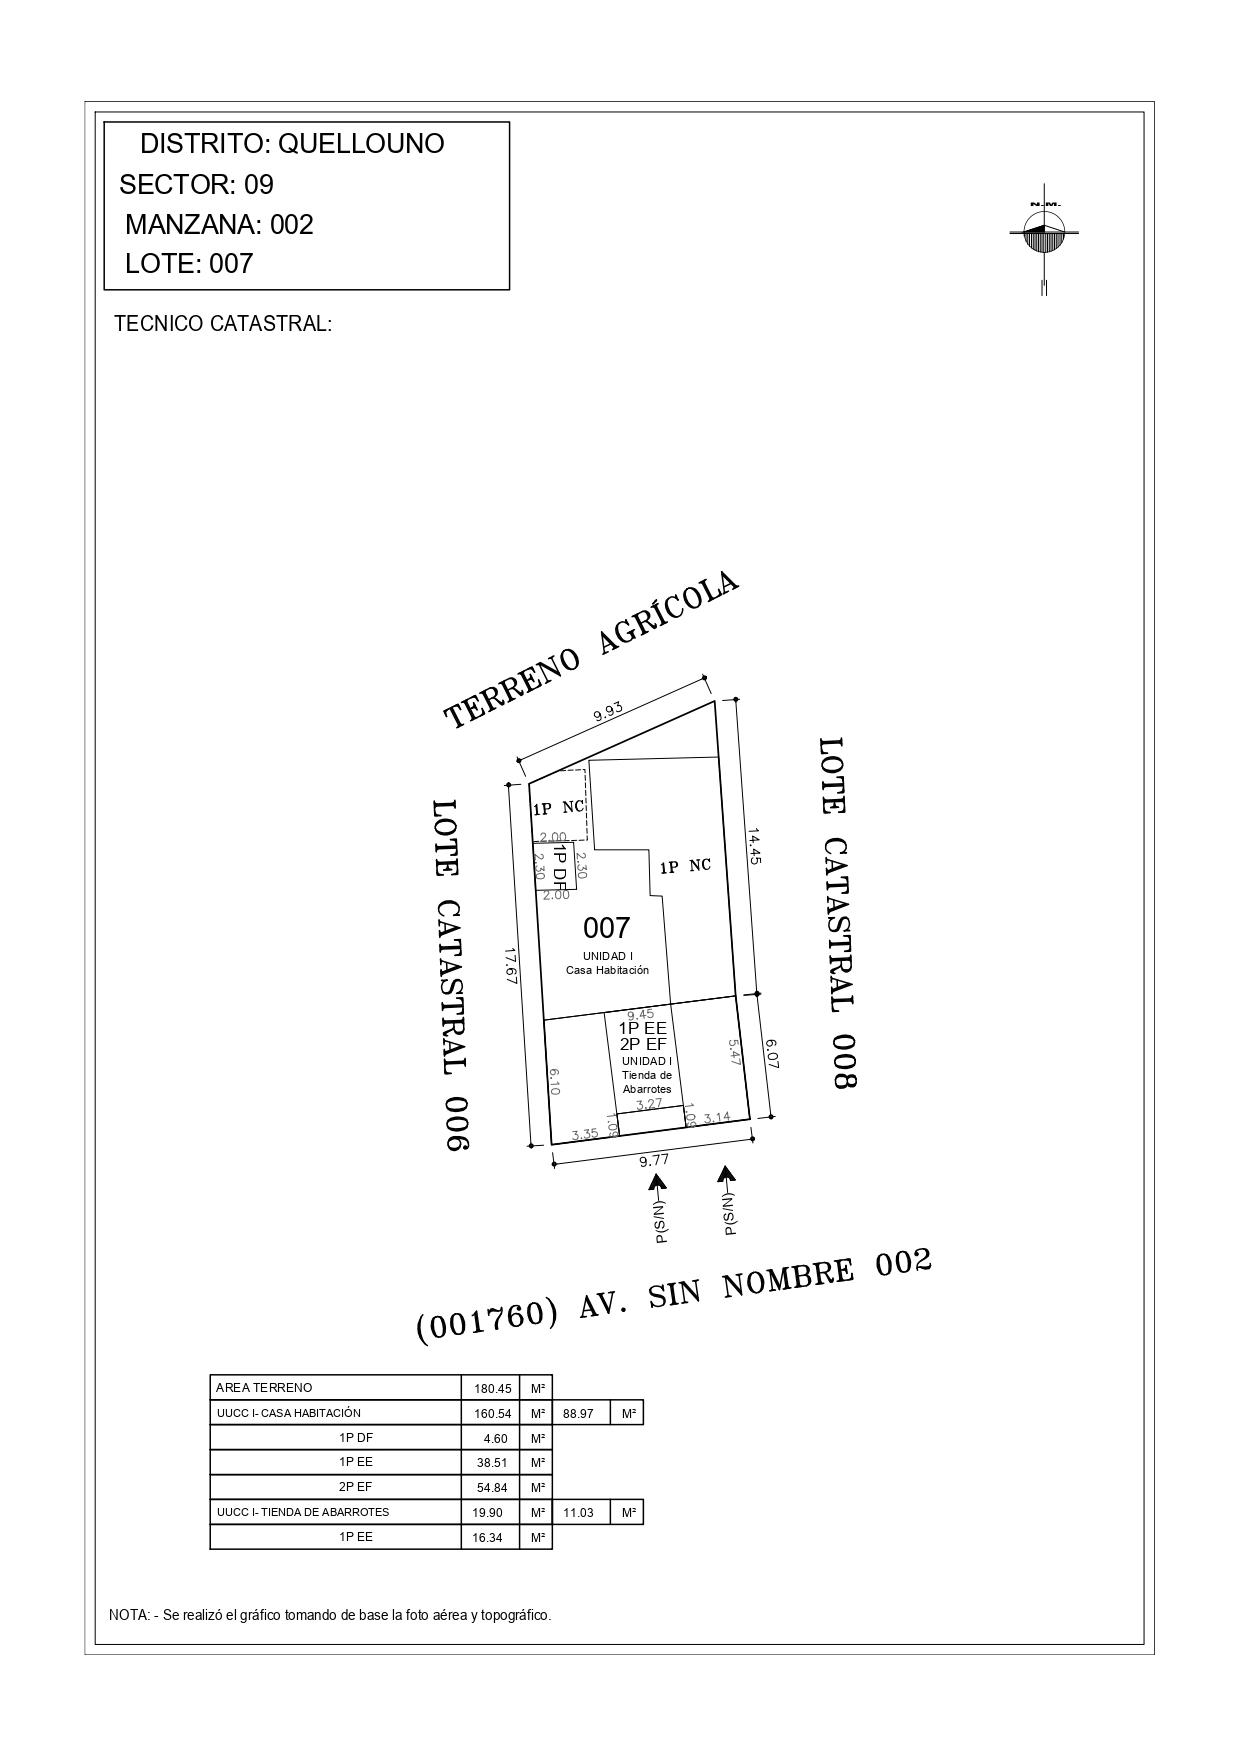 DISTRITO: QUELLOUNO
SECTOR: 09
MANZANA: 002
LOTE: 007
N.M.
TECNICO CATASTRAL:
TERRENO AGRÍCOLA
9.93
LOTE CATASTRAL 006
LOTE CATASTRAL 008
17.67
14.45
6.07
1P NC
2.00
2.30
1P DF
2.30
2.00
1P NC
007
UNIDAD I
Casa Habitación
9.45
1P EE
2P EF
UNIDAD I
Tienda de
Abarrotes
6.10
5.47
3.27
1.09
1.09
3.35
3.14
9.77
P(S/N)
P(S/N)
(001760) AV. SIN NOMBRE 002
AREA TERRENO 180.45 M²
UUCC I- CASA HABITACIÓN 160.54 M² 88.97 M²
1P DF 4.60 M²
1P EE 38.51 M²
2P EF 54.84 M²
UUCC I- TIENDA DE ABARROTES 19.90 M² 11.03 M²
1P EE 16.34 M²
NOTA: - Se realizó el gráfico tomando de base la foto aérea y topográfico.